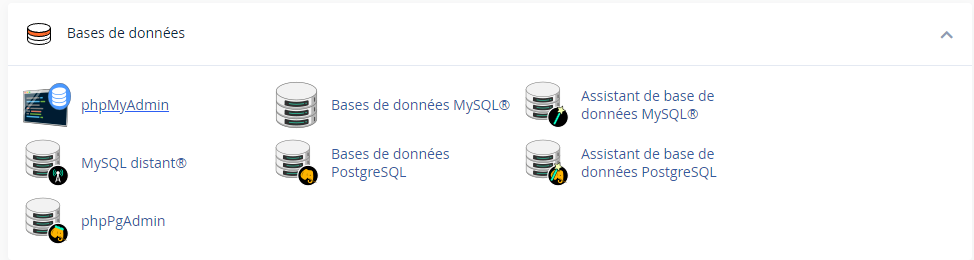 Bases de données
phpMyAdmin
Bases de données MySQL®
Assistant de base de
données MySQL®
MySQL distant®
Bases de données
PostgreSQL
Assistant de base de
données PostgreSQL
phpPgAdmin